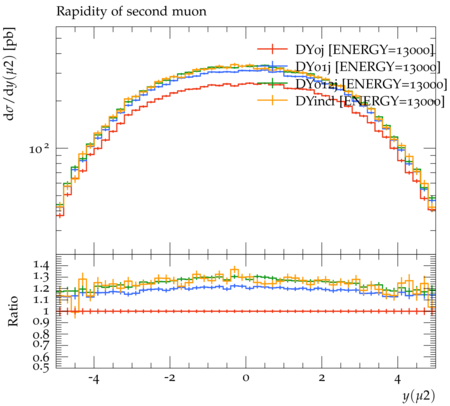 Rapidity of second muon
dσ/dy(μ2) [pb]
DY0j [ENERGY=13000]
DY01j [ENERGY=13000]
DY012j [ENERGY=13000]
DYincl [ENERGY=13000]
10²
Ratio
1.4
1.3
1.2
1.1
1
0.9
0.8
0.7
0.6
0.5
-4 -2 0 2 4
y(μ2)